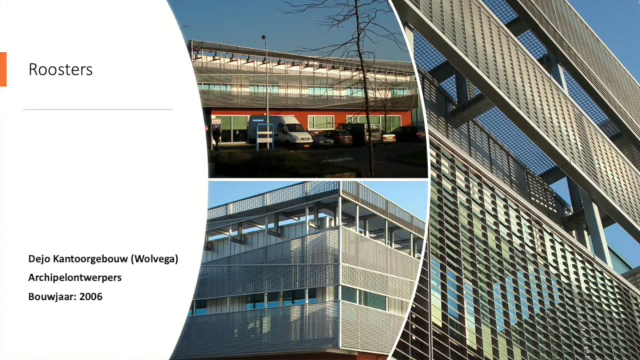 Roosters
Dejo Kantoorgebouw (Wolvega)
Archipelontwerpers
Bouwjaar: 2006